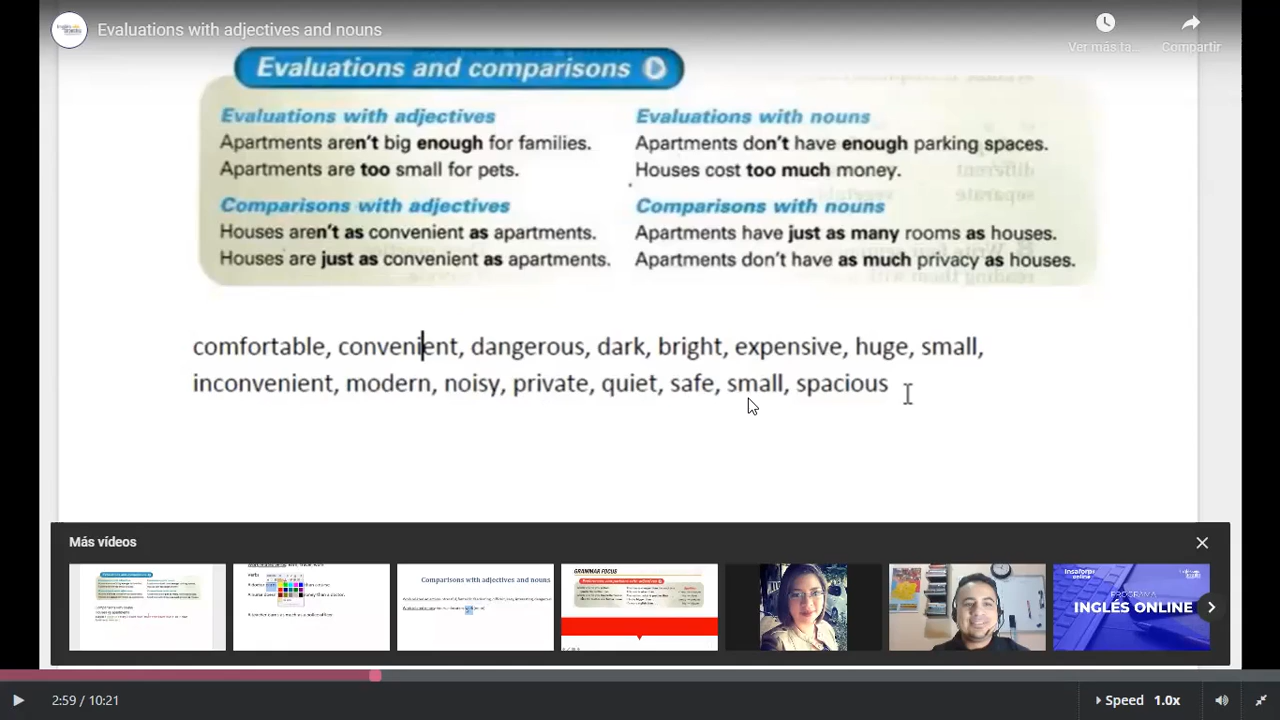 Evaluations with adjectives and nouns
Ver más ta...
Compartir
Evaluations and comparisons
Evaluations with adjectives
Apartments aren't big enough for families.
Apartments are too small for pets.
Comparisons with adjectives
Houses aren't as convenient as apartments.
Houses are just as convenient as apartments.
Evaluations with nouns
Apartments don't have enough parking spaces.
Houses cost too much money.
Comparisons with nouns
Apartments have just as many rooms as houses.
Apartments don't have as much privacy as houses.
comfortable, convenient, dangerous, dark, bright, expensive, huge, small,
inconvenient, modern, noisy, private, quiet, safe, small, spacious
Más vídeos
Comparisons with adjectives and nouns
GRAMMAR FOCUS
insaforp
online
PROGRAMA
INGLÉS ONLINE
2:59 / 10:21
Speed 1.0x